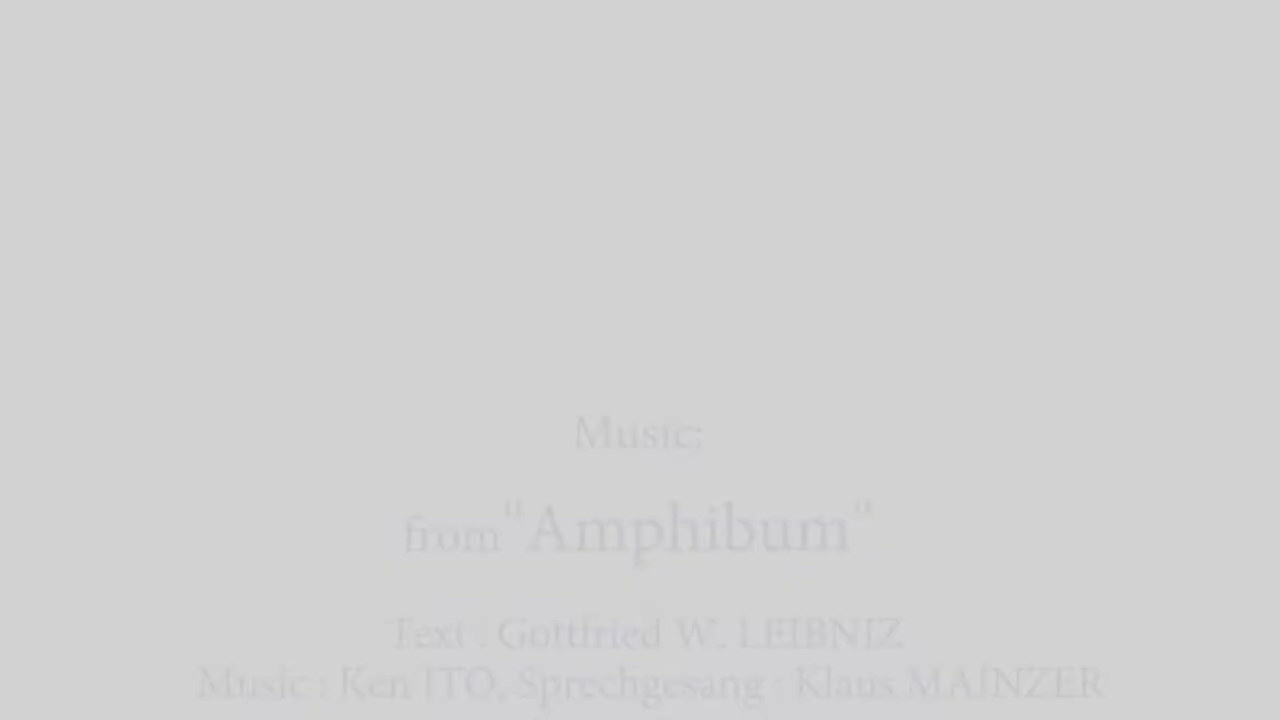 Music:
from "Amphibum"
Text : Gottfried W. LEIBNIZ
Music : Ken ITO, Sprechgesang : Klaus MAINZER